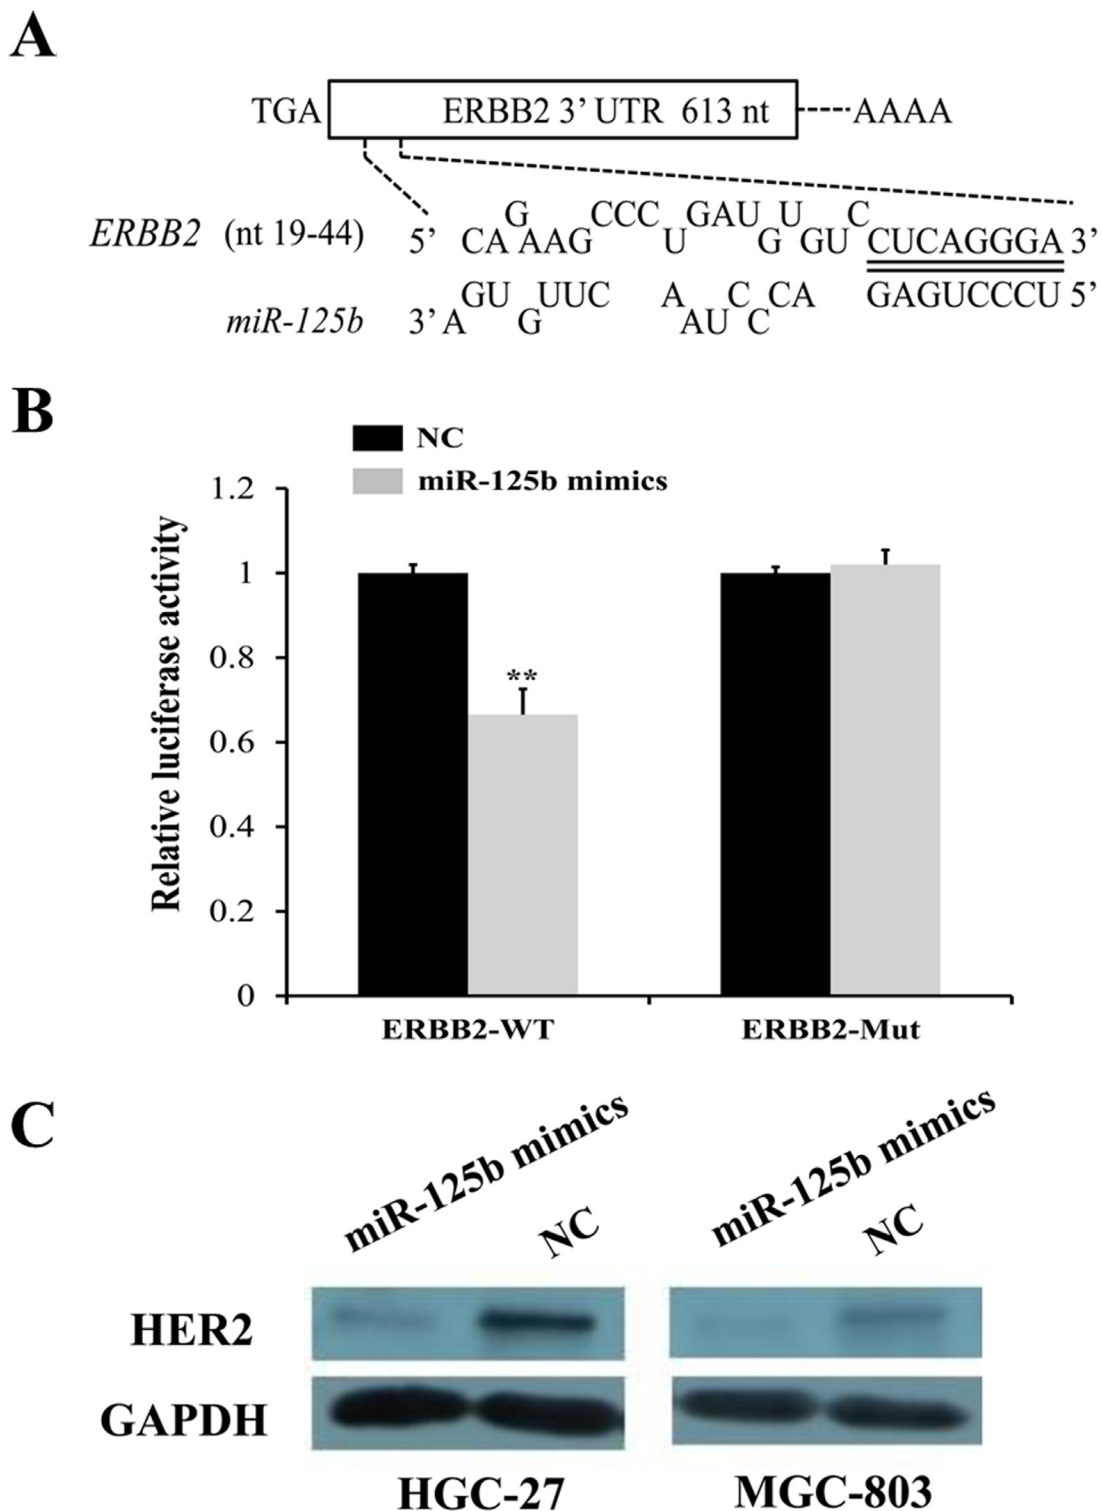 A
TGA ERBB2 3’ UTR 613 nt AAAA
G CCC GAU U C
ERBB2 (nt 19-44) 5’ CA AAG U G GU CUCAGGGA 3’
GU UUC A C CA GAGUCCCU 5’
miR-125b 3’ A G AU C
B
NC
miR-125b mimics
1.2
1
0.8
0.6
0.4
0.2
0
Relative luciferase activity
**
ERBB2-WT ERBB2-Mut
C
miR-125b mimics NC miR-125b mimics NC
HER2
GAPDH
HGC-27 MGC-803